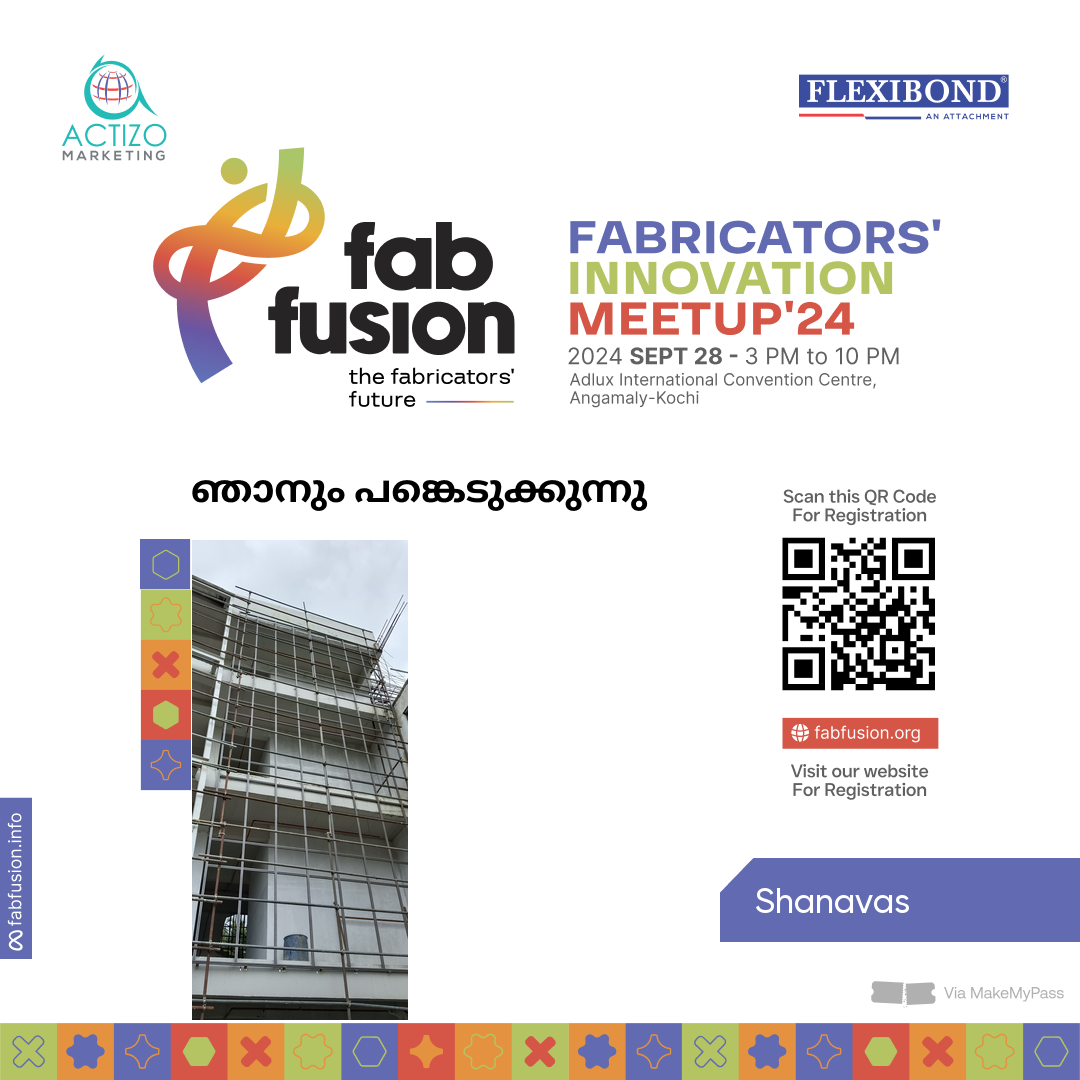 ACTIZO
MARKETING
FLEXIBOND®
AN ATTACHMENT
fab
fusion
the fabricators'
future
FABRICATORS'
INNOVATION
MEETUP'24
2024 SEPT 28 - 3 PM to 10 PM
Adlux International Convention Centre,
Angamaly-Kochi
ഞാനും പങ്കെടുക്കുന്നു
Scan this QR Code
For Registration
fabfusion.org
Visit our website
For Registration
fabfusion.info
Shanavas
Via MakeMyPass